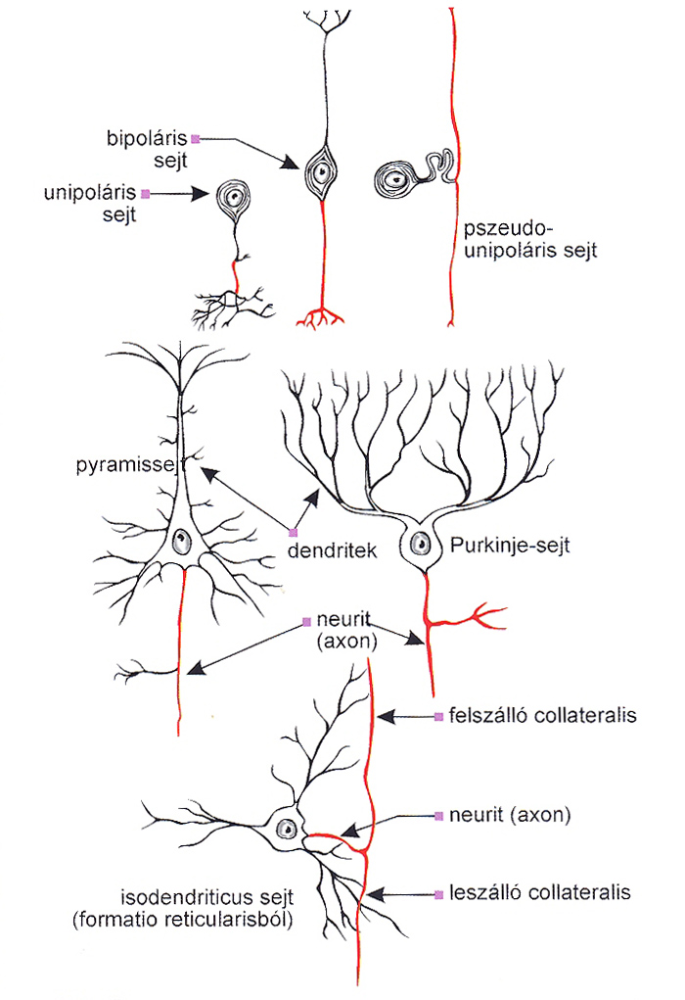 bipoláris
sejt
unipoláris
sejt
pszeudo-
unipoláris sejt
pyramissejt
dendritek
Purkinje-sejt
neurit
(axon)
felszálló collateralis
neurit (axon)
leszálló collateralis
isodendriticus sejt
(formatio reticularisból)